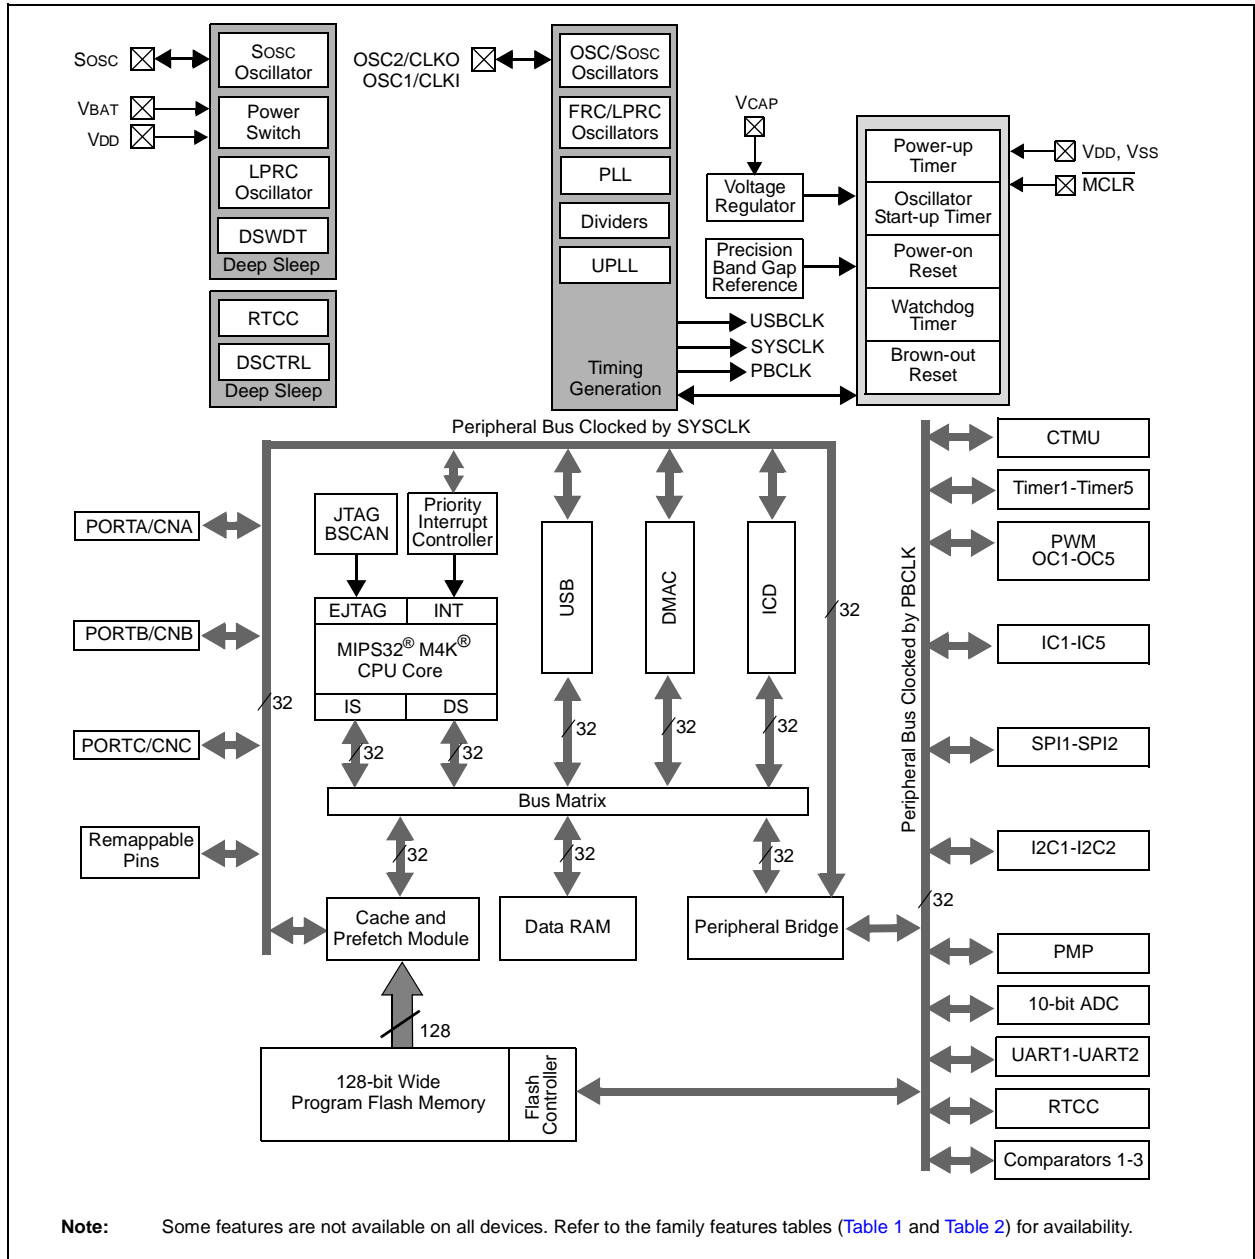 SOSC
SOSC
Oscillator
VBAT
VDD
Power
Switch
LPRC
Oscillator
DSWDT
Deep Sleep
RTCC
DSCTRL
Deep Sleep
OSC2/CLKO
OSC1/CLKI
OSC/SOSC
Oscillators
FRC/LPRC
Oscillators
PLL
Dividers
UPLL
Timing
Generation
USBCLK
SYSCLK
PBCLK
VCAP
Voltage
Regulator
Precision
Band Gap
Reference
Power-up
Timer
Oscillator
Start-up Timer
Power-on
Reset
Watchdog
Timer
Brown-out
Reset
VDD, VSS
MCLR
Peripheral Bus Clocked by SYSCLK
PORTA/CNA
PORTB/CNB
PORTC/CNC
Remappable
Pins
32
JTAG
BSCAN
Priority
Interrupt
Controller
EJTAG
INT
MIPS32® M4K®
CPU Core
IS
DS
32
32
USB
32
DMAC
32
ICD
32
32
Bus Matrix
32
32
32
Cache and
Prefetch Module
Data RAM
Peripheral Bridge
128
128-bit Wide
Program Flash Memory
Flash
Controller
Peripheral Bus Clocked by PBCLK
32
CTMU
Timer1-Timer5
PWM
OC1-OC5
IC1-IC5
SPI1-SPI2
I2C1-I2C2
PMP
10-bit ADC
UART1-UART2
RTCC
Comparators 1-3
Note: Some features are not available on all devices. Refer to the family features tables (Table 1 and Table 2) for availability.